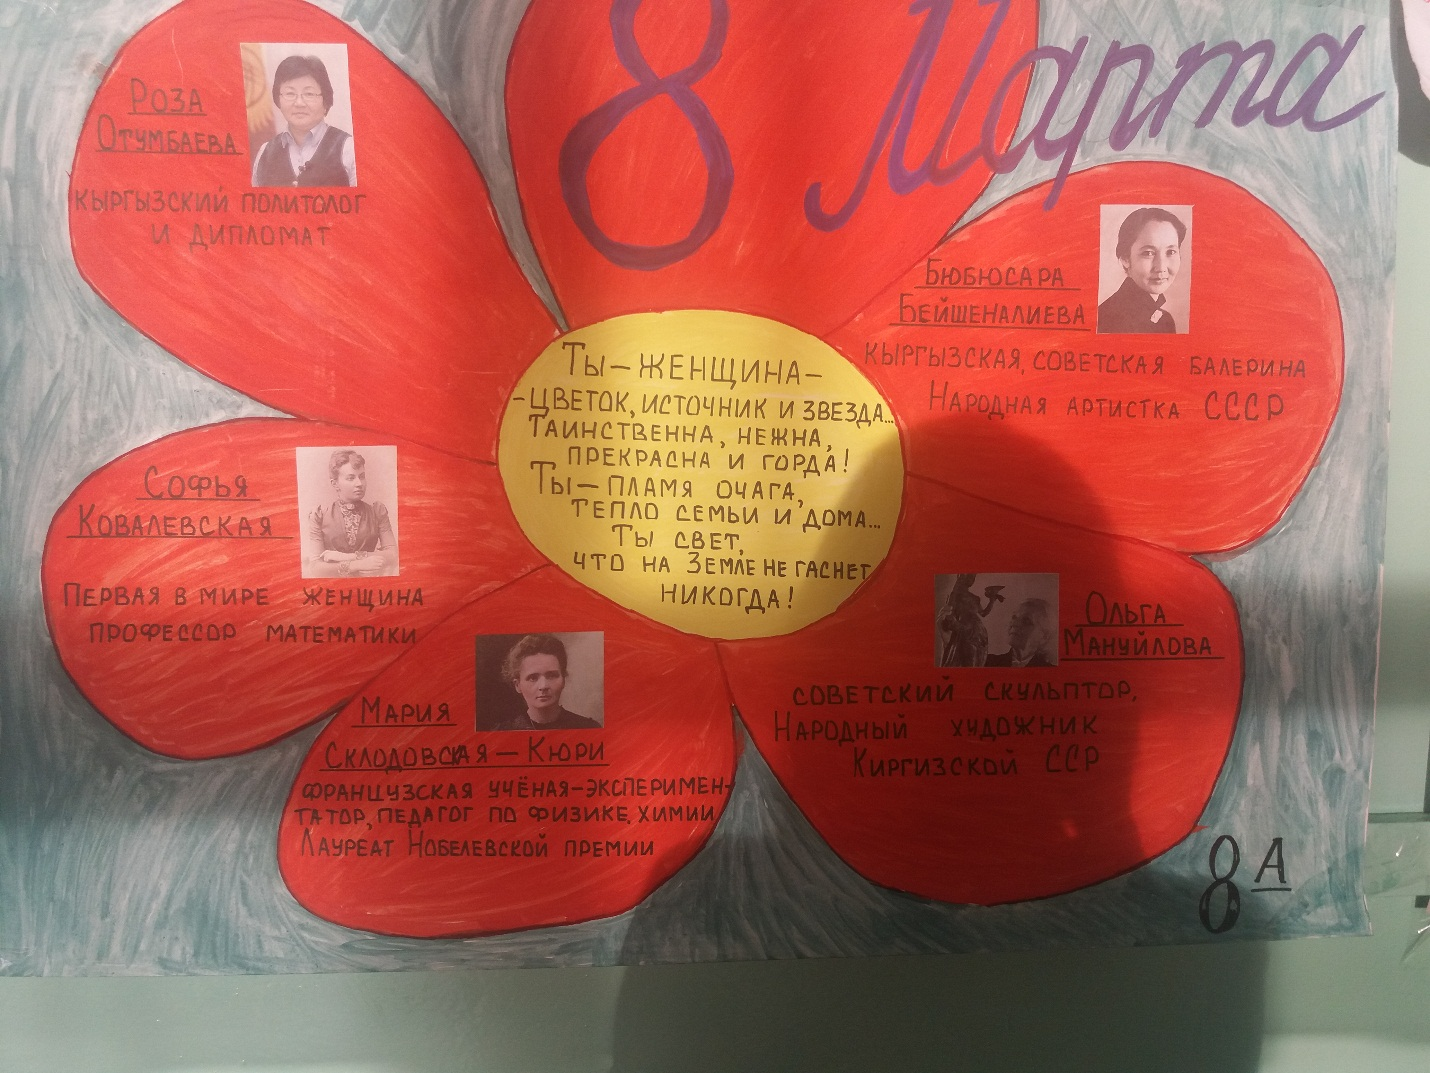 8 Марта
Роза
Отумбаева
кыргызский политолог
и дипломат
Бюбюсара
Бейшеналиева
кыргызская, советская балерина
Народная артистка СССР
Ты – женщина –
- цветок, источник и звезда...
Таинственна, нежна,
прекрасна и горда!
Ты – пламя очага,
тепло семьи и дома...
Ты свет,
что на Земле не гаснет
никогда!
Софья
Ковалевская
Первая в мире женщина
профессор математики
Мария
Склодовская – Кюри
французская учёная-эксперимен-
татор, педагог по физике, химии
Лауреат Нобелевской премии
Ольга
Мануйлова
советский скульптор,
Народный художник
Киргизской ССР
8 А